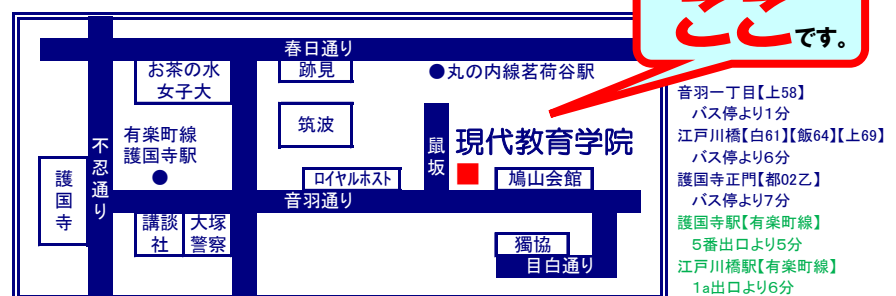 ここです。
春日通り
お茶の水
女子大
跡見
●丸の内線茗荷谷駅
筑波
不忍通り
有楽町線
護国寺駅
●
鼠坂
現代教育学院
護国寺
ロイヤルホスト
鳩山会館
音羽通り
講談社
大塚
警察
獨協
目白通り
音羽一丁目【上58】
バス停より1分
江戸川橋【白61】【飯64】【上69】
バス停より6分
護国寺正門【都02乙】
バス停より7分
護国寺駅【有楽町線】
5番出口より5分
江戸川橋駅【有楽町線】
1a出口より6分